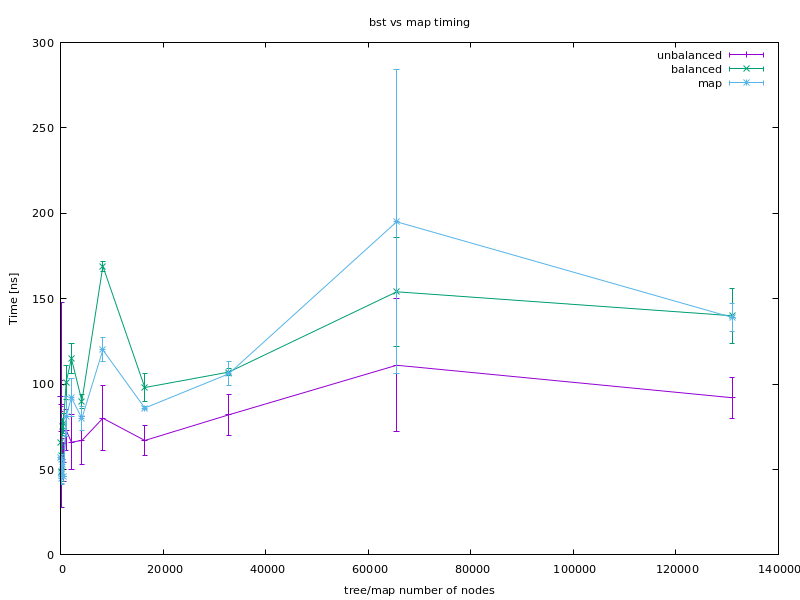 bst vs map timing
unbalanced
balanced
map
300
250
200
150
100
50
0
Time [ns]
0 20000 40000 60000 80000 100000 120000 140000
tree/map number of nodes